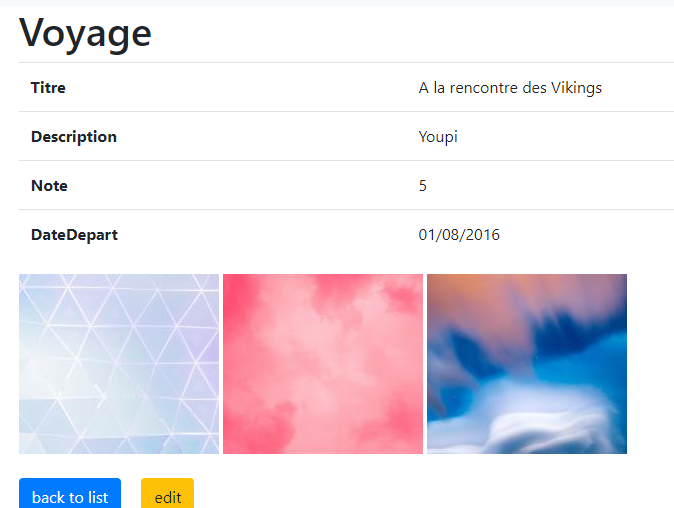 Voyage
Titre A la rencontre des Vikings
Description Youpi
Note 5
DateDepart 01/08/2016
back to list edit